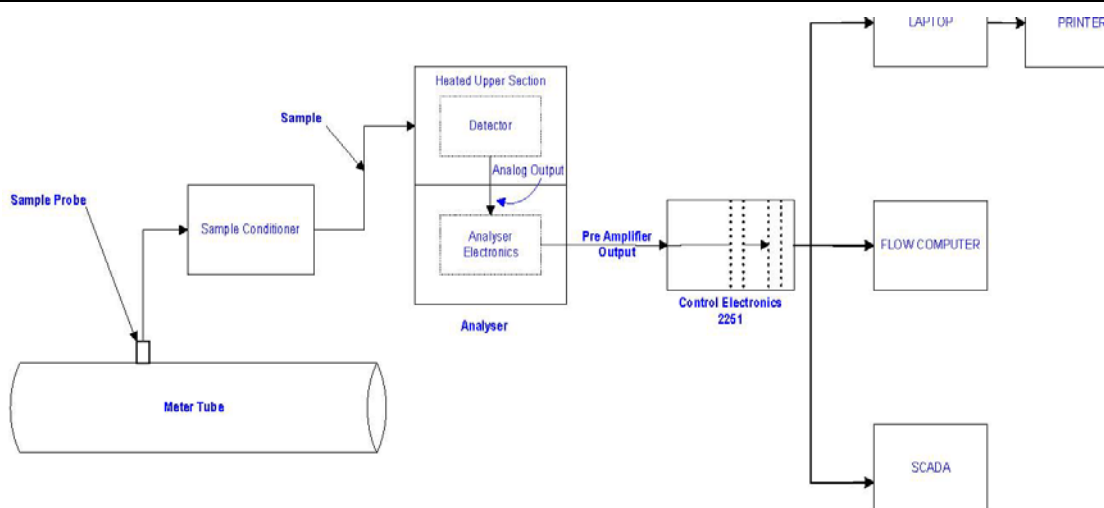 LAPTOP
PRINTER
Heated Upper Section
Detector
Sample
Analog Output
Sample Probe
Sample Conditioner
Analyser
Electronics
Pre Amplifier
Output
FLOW COMPUTER
Control Electronics
2251
Analyser
Meter Tube
SCADA